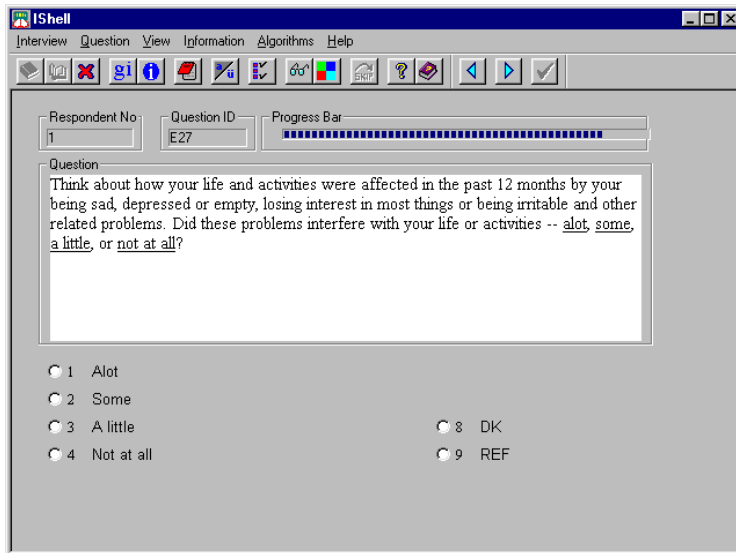 IShell
Interview Question View Information Algorithms Help
gi i a/ü SKIP ?
Respondent No Question ID Progress Bar
1 E27
Question
Think about how your life and activities were affected in the past 12 months by your
being sad, depressed or empty, losing interest in most things or being irritable and other
related problems. Did these problems interfere with your life or activities -- alot, some,
a little, or not at all?
1 Alot
2 Some
3 A little 8 DK
4 Not at all 9 REF